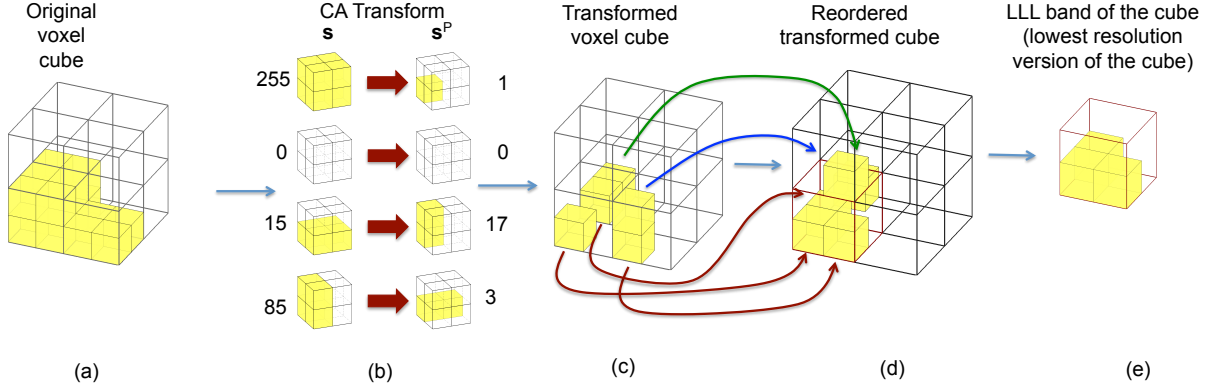 Original
voxel
cube
CA Transform
s s^P
Transformed
voxel cube
Reordered
transformed cube
LLL band of the cube
(lowest resolution
version of the cube)
255 1
0 0
15 17
85 3
(a) (b) (c) (d) (e)